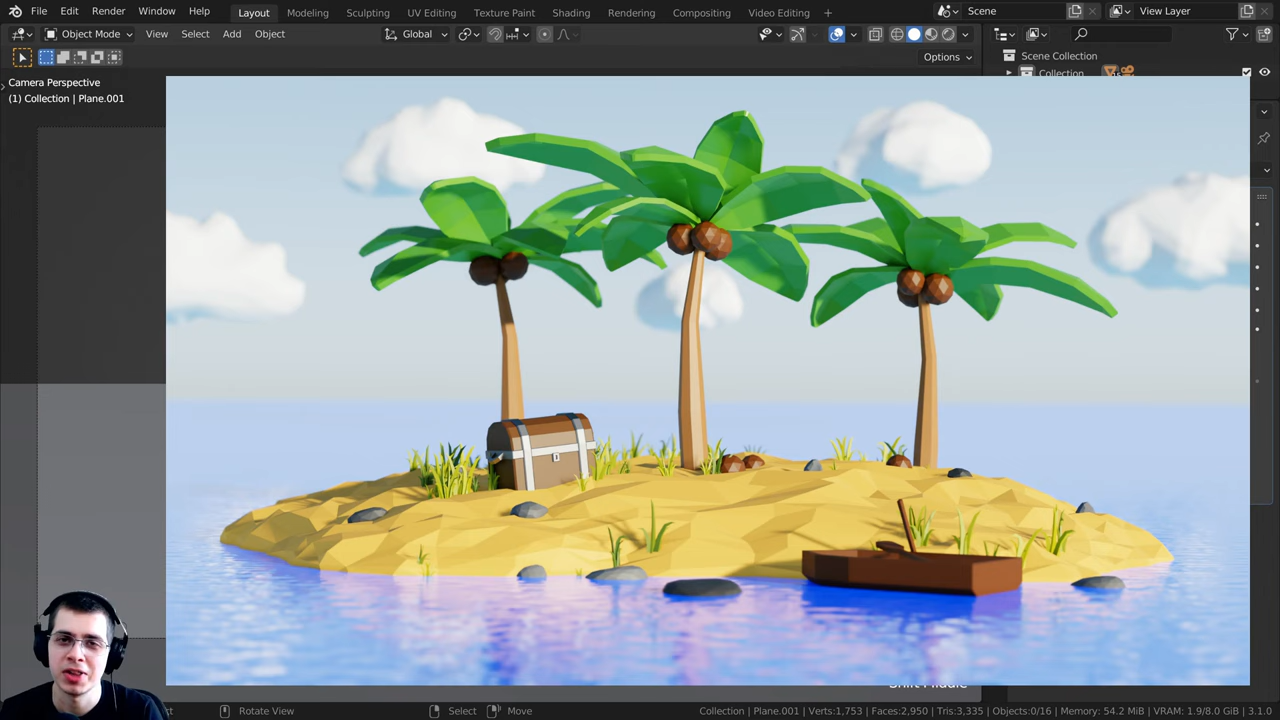 File Edit Render Window Help Layout Modeling Sculpting UV Editing Texture Paint Shading Rendering Compositing Video Editing + Scene View Layer
Object Mode View Select Add Object Global
Options Scene Collection
Camera Perspective Collection
(1) Collection | Plane.001
Rotate View Select Move Collection | Plane.001 | Verts:1,753 | Faces:2,950 | Tris:3,335 | Objects:0/16 | Memory: 54.2 MiB | VRAM: 1.9/8.0 GiB | 3.1.0